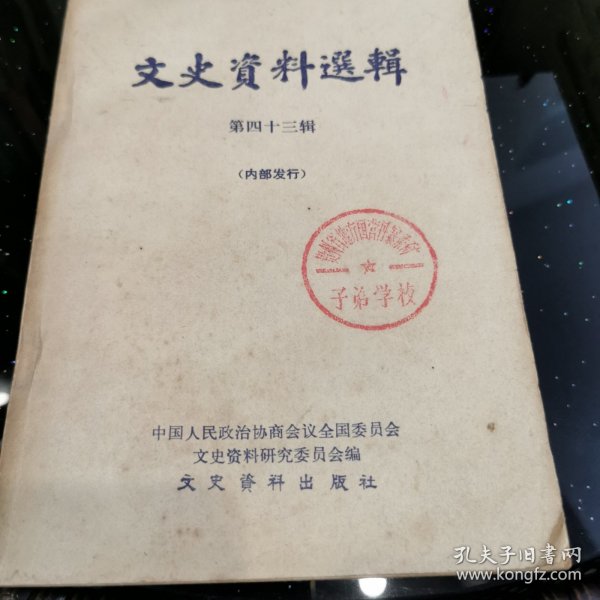 文史資料選輯
第四十三辑
(内部发行)
子弟学校
中国人民政治协商会议全国委员会
文史资料研究委员会编
文史資料出版社
孔夫子旧书网
www.kongfz.com